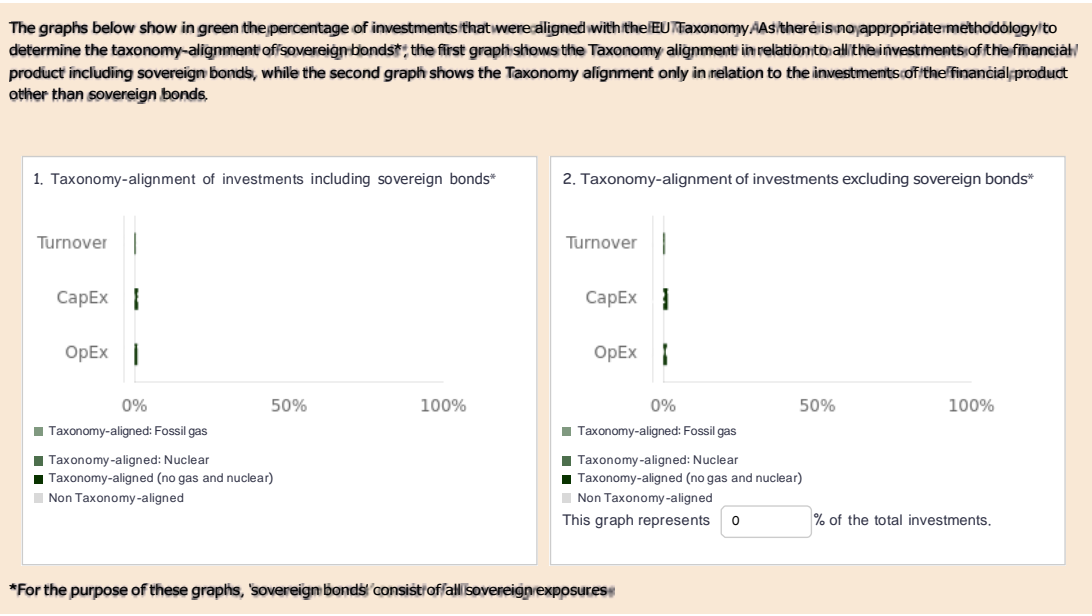 The graphs below show in green the percentage of investments that were aligned with the EU Taxonomy. As there is no appropriate methodology to
determine the taxonomy-alignment of sovereign bonds*, the first graph shows the Taxonomy alignment in relation to all the investments of the financial
product including sovereign bonds, while the second graph shows the Taxonomy alignment only in relation to the investments of the financial product
other than sovereign bonds.
1. Taxonomy-alignment of investments including sovereign bonds*
Turnover
CapEx
OpEx
0% 50% 100%
Taxonomy-aligned: Fossil gas
Taxonomy-aligned: Nuclear
Taxonomy-aligned (no gas and nuclear)
Non Taxonomy-aligned
2. Taxonomy-alignment of investments excluding sovereign bonds*
Turnover
CapEx
OpEx
0% 50% 100%
Taxonomy-aligned: Fossil gas
Taxonomy-aligned: Nuclear
Taxonomy-aligned (no gas and nuclear)
Non Taxonomy-aligned
This graph represents 0 % of the total investments.
*For the purpose of these graphs, 'sovereign bonds' consist of all sovereign exposures